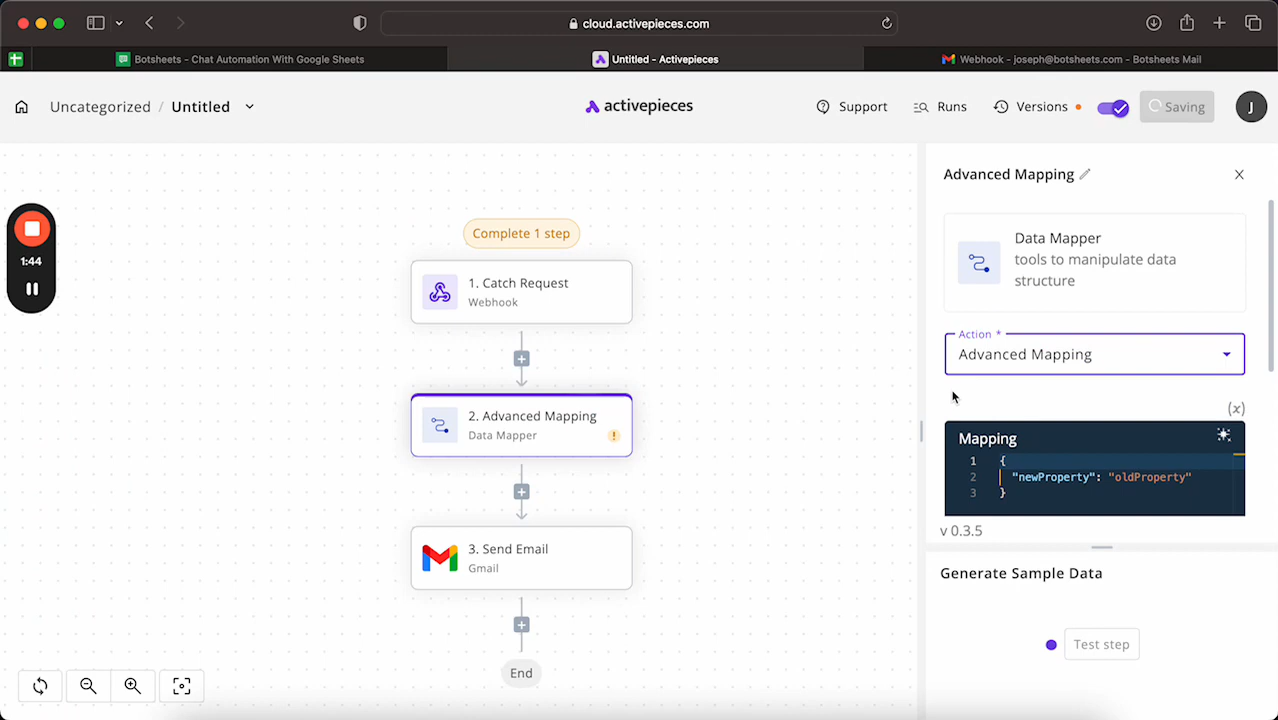 cloud.activepieces.com
Botsheets - Chat Automation With Google Sheets
Untitled - Activepieces
Webhook - joseph@botsheets.com - Botsheets Mail
Uncategorized / Untitled
activepieces
Support
Runs
Versions
Saving
J
1:44
Complete 1 step
1. Catch Request
Webhook
2. Advanced Mapping
Data Mapper
!
3. Send Email
Gmail
End
Advanced Mapping
Data Mapper
tools to manipulate data
structure
Action *
Advanced Mapping
(x)
Mapping
1 {
2 "newProperty": "oldProperty"
3 }
v 0.3.5
Generate Sample Data
Test step